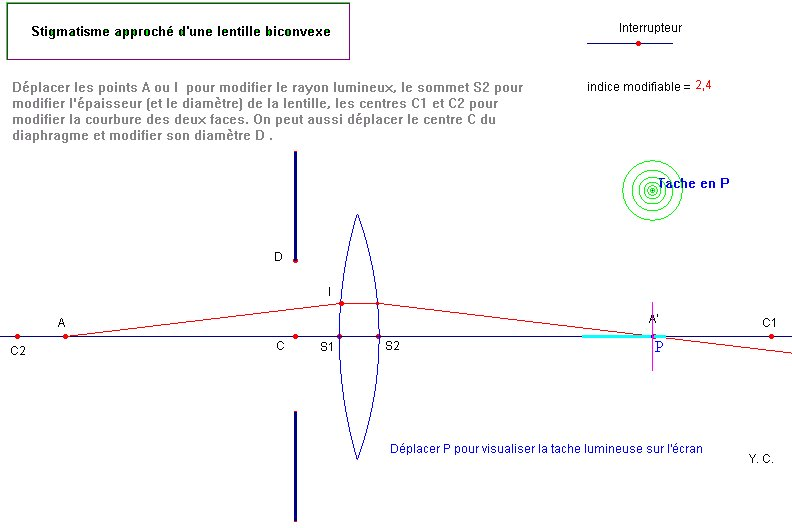 Stigmatisme approché d'une lentille biconvexe
Interrupteur
Déplacer les points A ou I pour modifier le rayon lumineux, le sommet S2 pour
modifier l'épaisseur (et le diamètre) de la lentille, les centres C1 et C2 pour
modifier la courbure des deux faces. On peut aussi déplacer le centre C du
diaphragme et modifier son diamètre D .
indice modifiable = 2,4
Tache en P
D
I
A
A'
C1
C2
C
S1
S2
P
Déplacer P pour visualiser la tache lumineuse sur l'écran
Y. C.